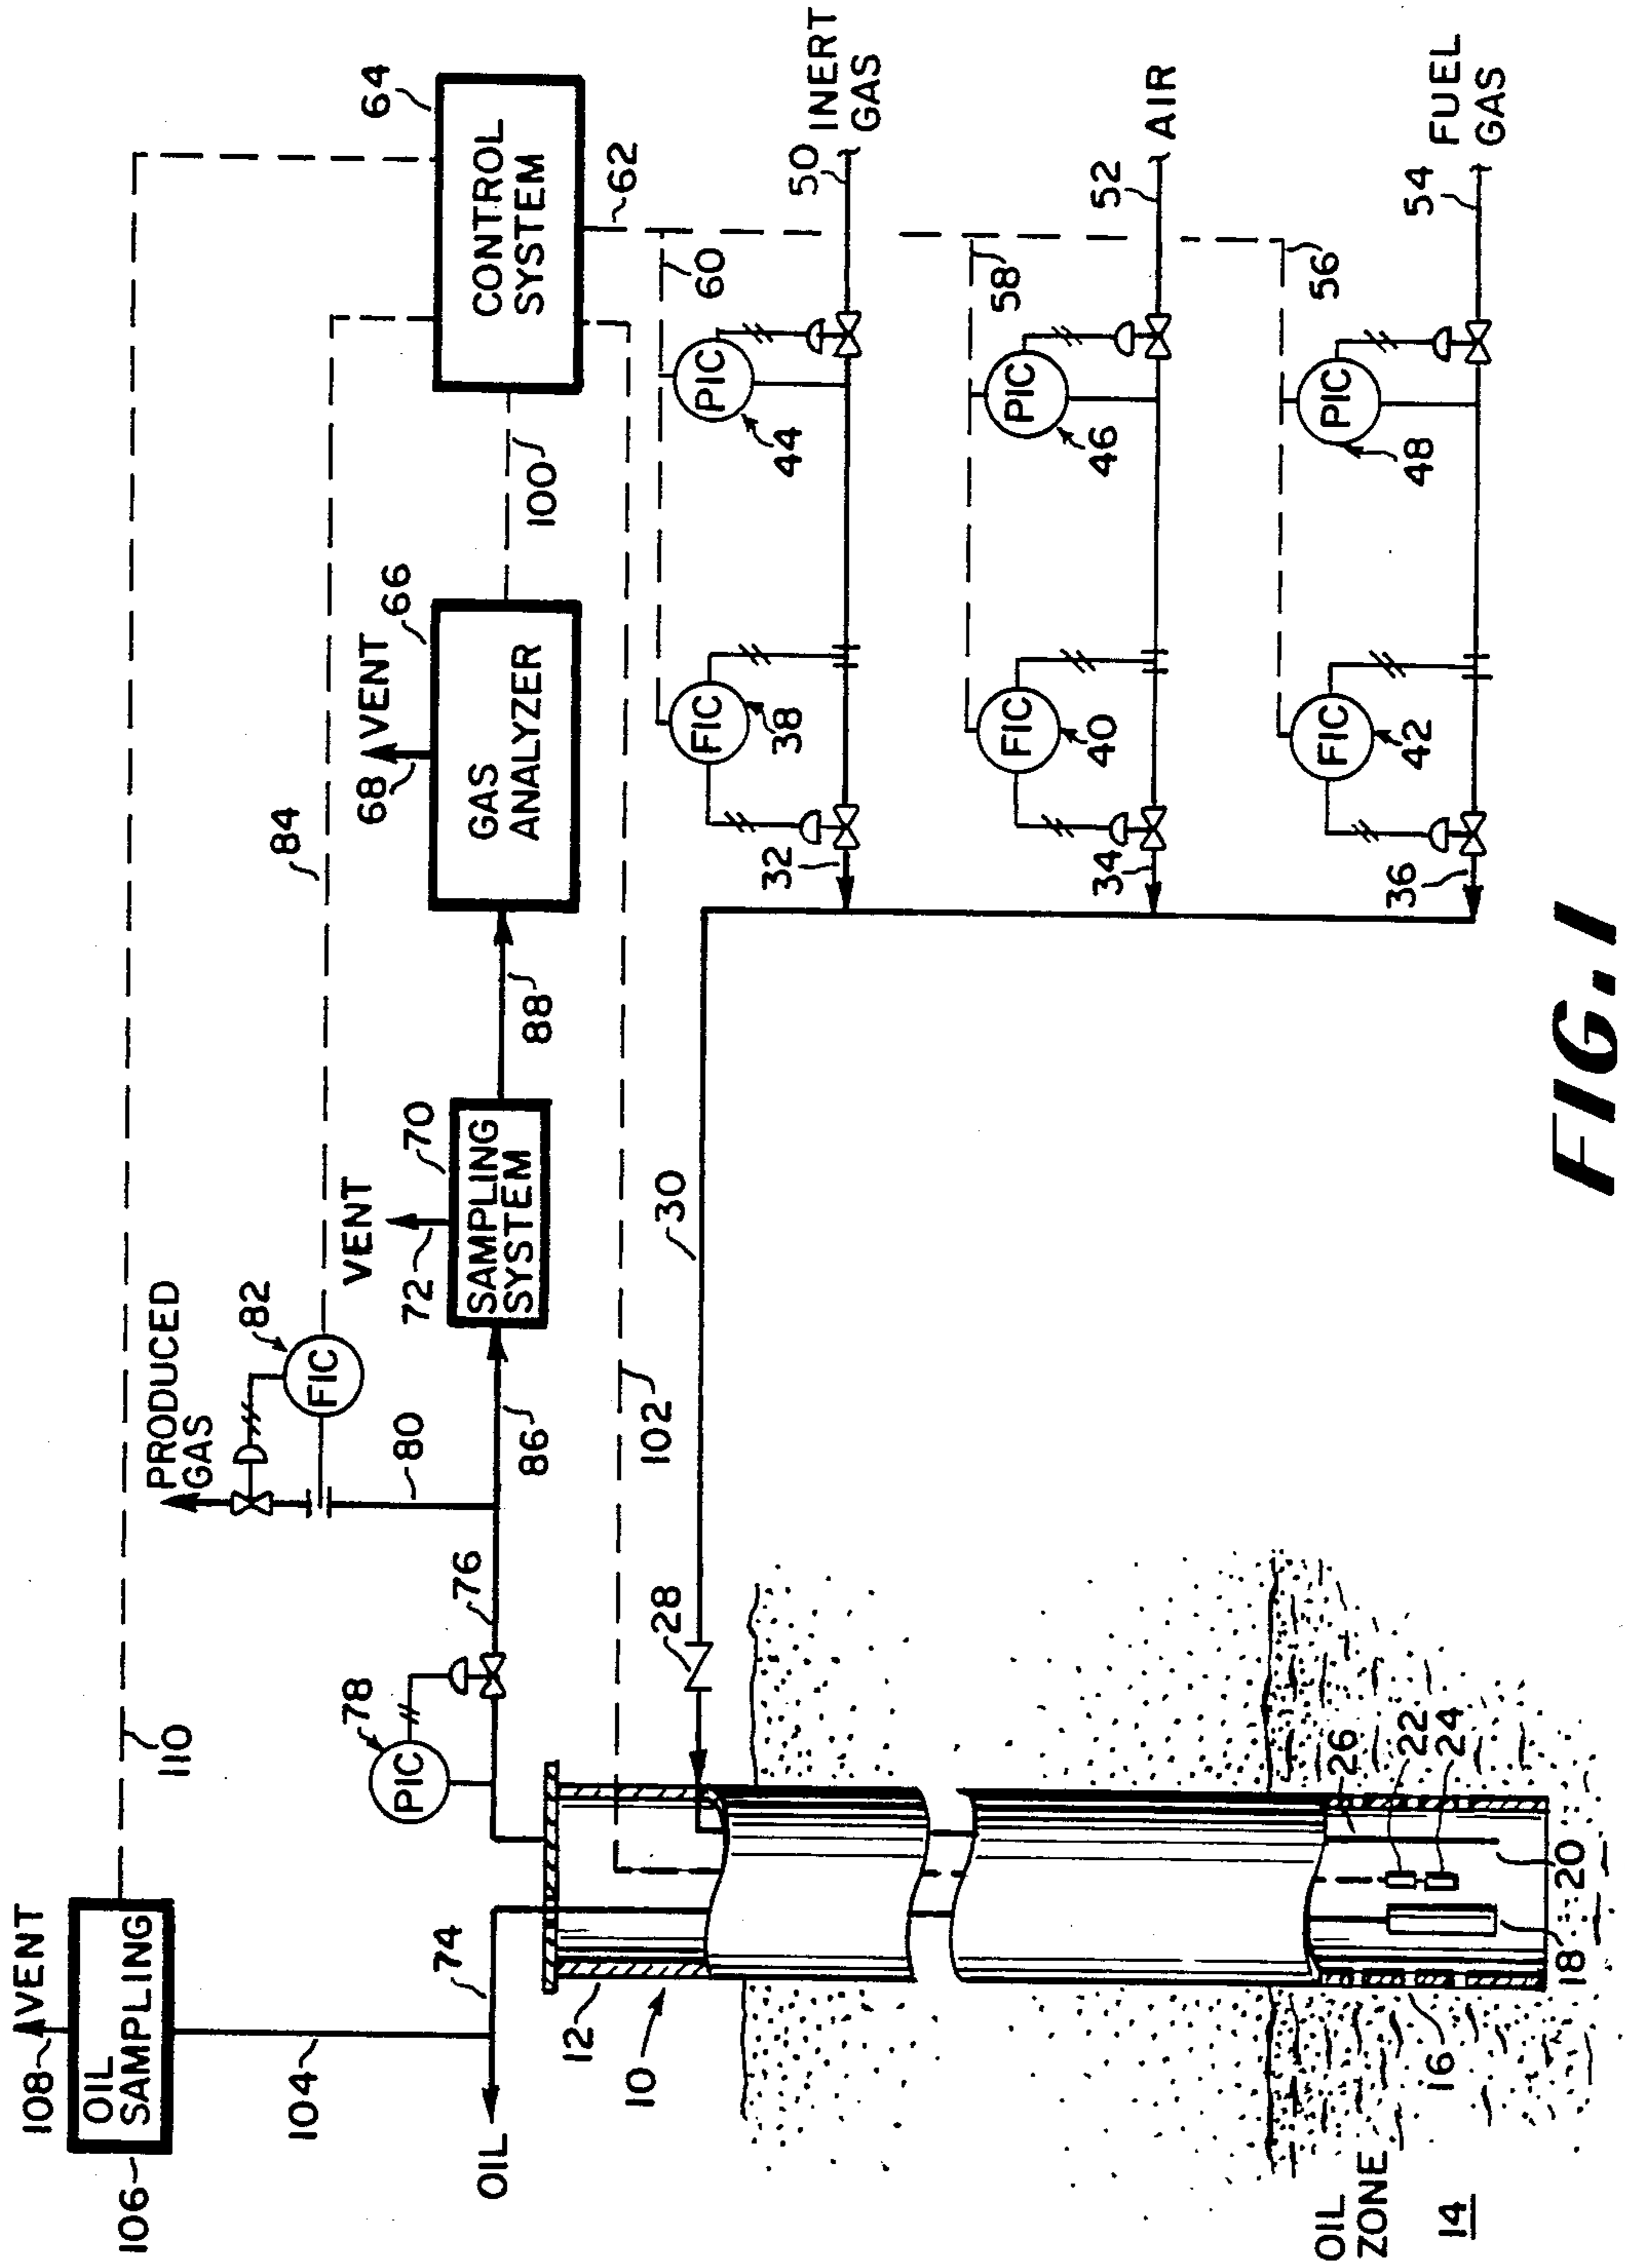 108
VENT
OIL
SAMPLING
106
110
104
74
OIL
PRODUCED
GAS
82
FIC
80
84
PIC
78
76
86
VENT
72
70
SAMPLING
SYSTEM
88
68
VENT
66
GAS
ANALYZER
100
64
CONTROL
SYSTEM
62
102
12
10
28
30
FIC
38
PIC
44
60
32
50
INERT
GAS
FIC
40
PIC
46
58
34
52
AIR
FIC
42
PIC
48
56
36
54
FUEL
GAS
OIL
ZONE
14
16
18
20
26
22
24
FIG. 1